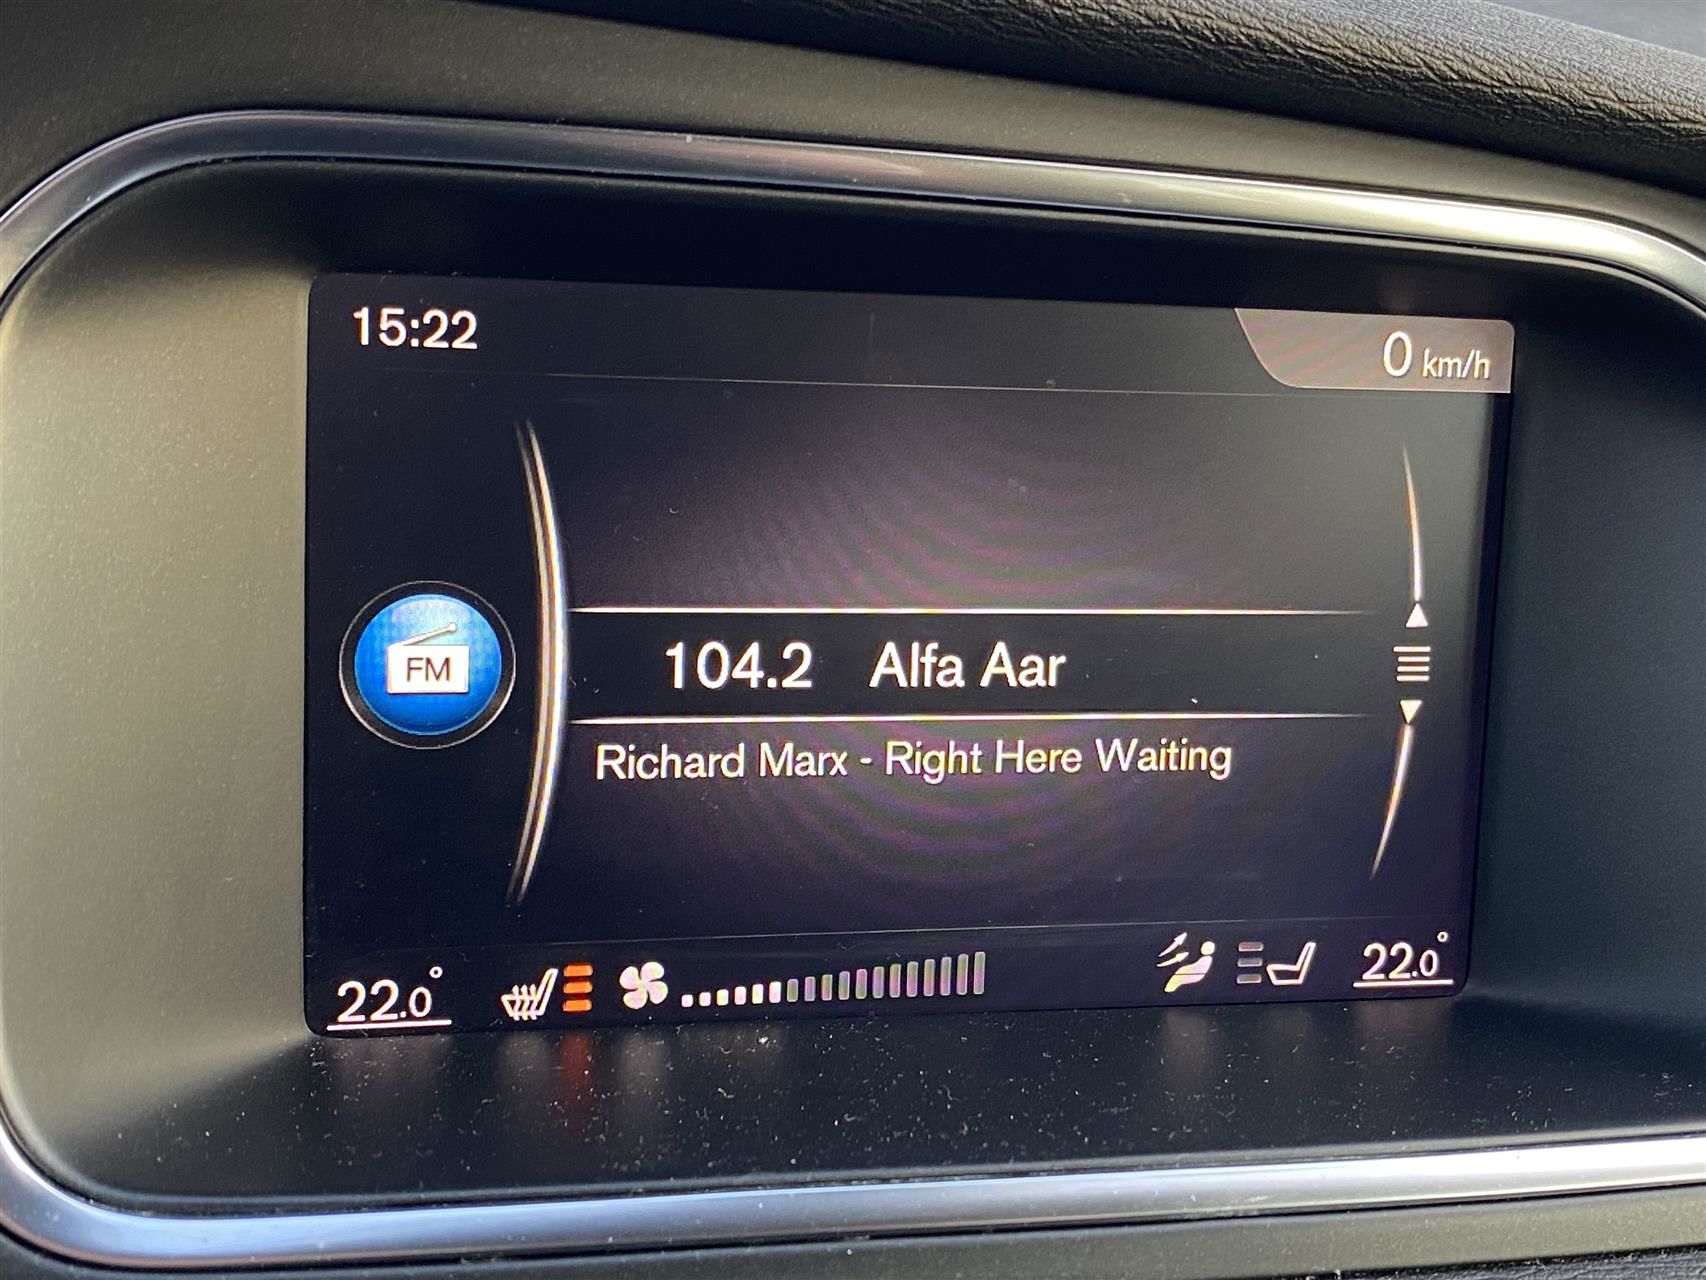 15:22
0 km/h
FM
104.2 Alfa Aar
Richard Marx - Right Here Waiting
22.0° 22.0°